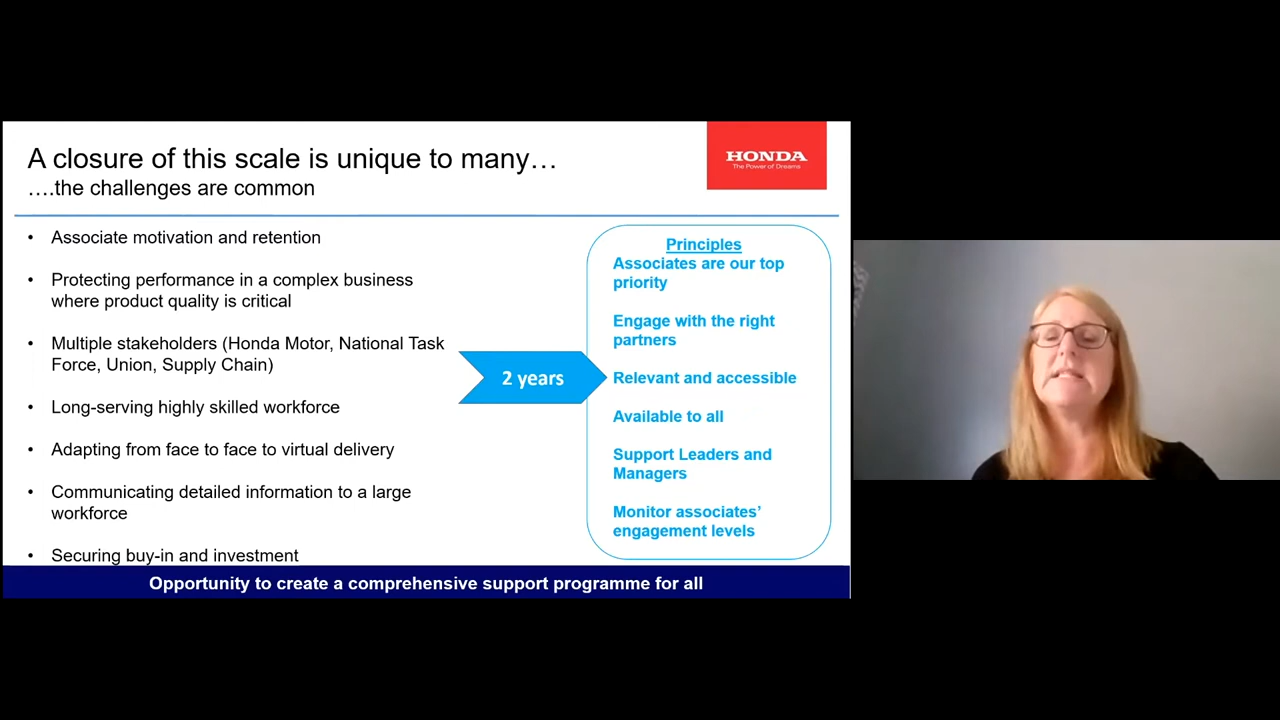 A closure of this scale is unique to many…
….the challenges are common
HONDA
The Power of Dreams
• Associate motivation and retention
• Protecting performance in a complex business
where product quality is critical
• Multiple stakeholders (Honda Motor, National Task
Force, Union, Supply Chain)
• Long-serving highly skilled workforce
• Adapting from face to face to virtual delivery
• Communicating detailed information to a large
workforce
• Securing buy-in and investment
2 years
Principles
Associates are our top
priority
Engage with the right
partners
Relevant and accessible
Available to all
Support Leaders and
Managers
Monitor associates’
engagement levels
Opportunity to create a comprehensive support programme for all